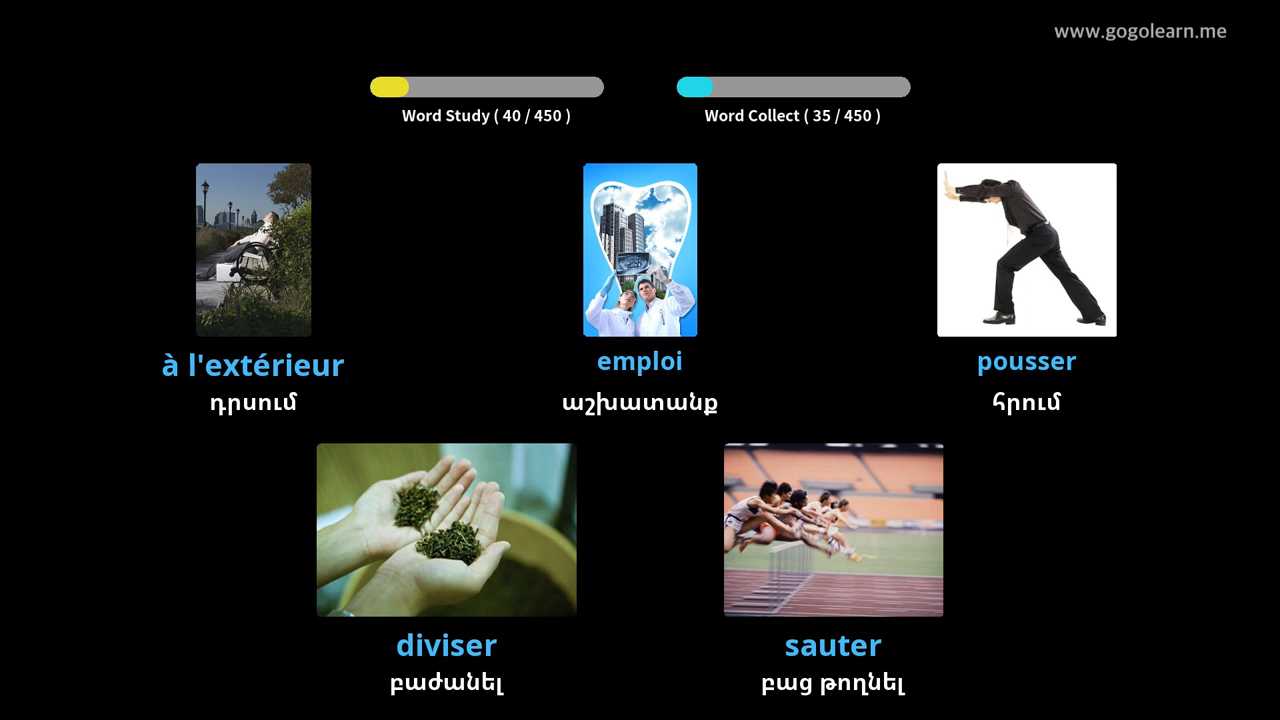 www.gogolearn.me
Word Study ( 40 / 450 )
Word Collect ( 35 / 450 )
à l'extérieur
դրսում
emploi
աշխատանք
pousser
հրում
diviser
բաժանել
sauter
բաց թողնել